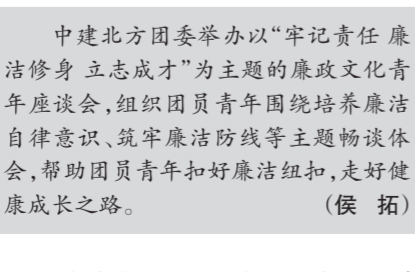 中建北方团委举办以“牢记责任 廉
洁修身 立志成才”为主题的廉政文化青
年座谈会,组织团员青年围绕培养廉洁
自律意识、筑牢廉洁防线等主题畅谈体
会,帮助团员青年扣好廉洁纽扣,走好健
康成长之路。 (侯 拓)